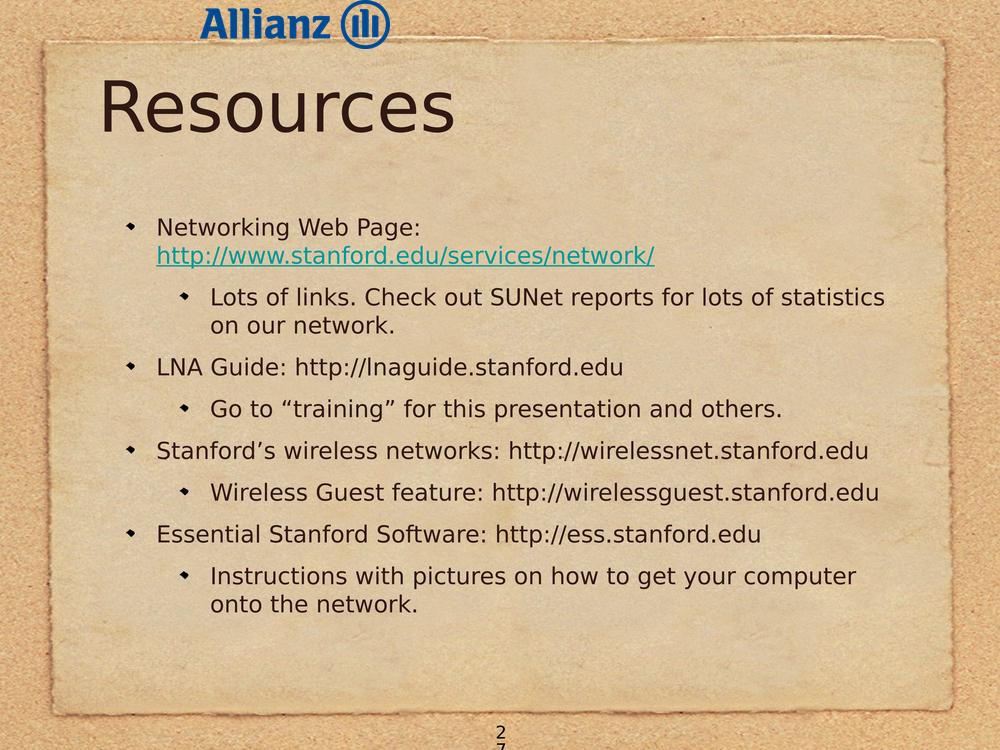 Allianz
Resources
Networking Web Page:
http://www.stanford.edu/services/network/
Lots of links. Check out SUNet reports for lots of statistics
on our network.
LNA Guide: http://lnaguide.stanford.edu
Go to “training” for this presentation and others.
Stanford’s wireless networks: http://wirelessnet.stanford.edu
Wireless Guest feature: http://wirelessguest.stanford.edu
Essential Stanford Software: http://ess.stanford.edu
Instructions with pictures on how to get your computer
onto the network.
2
7